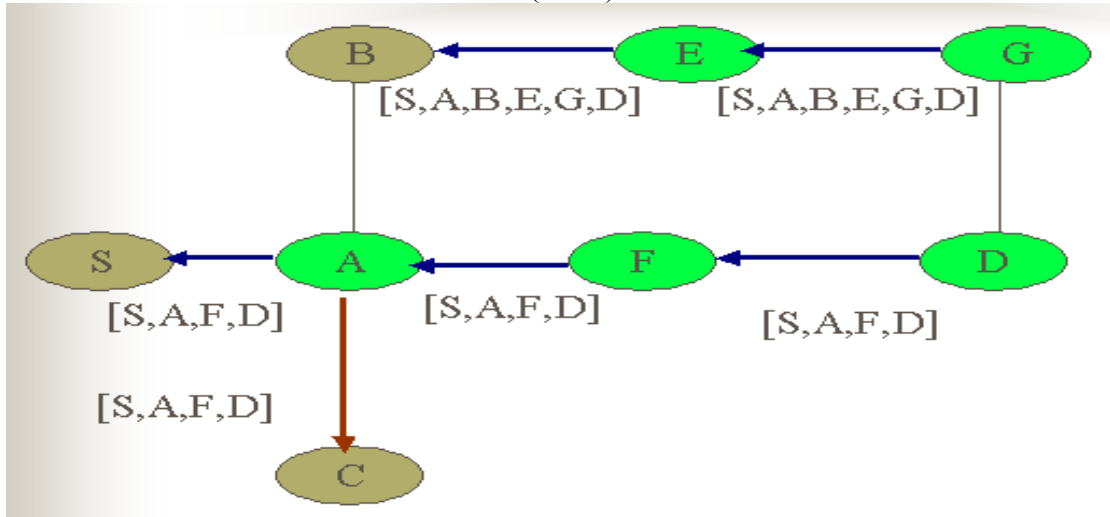 B E G
[S,A,B,E,G,D] [S,A,B,E,G,D]
S A F D
[S,A,F,D] [S,A,F,D] [S,A,F,D]
[S,A,F,D]
C